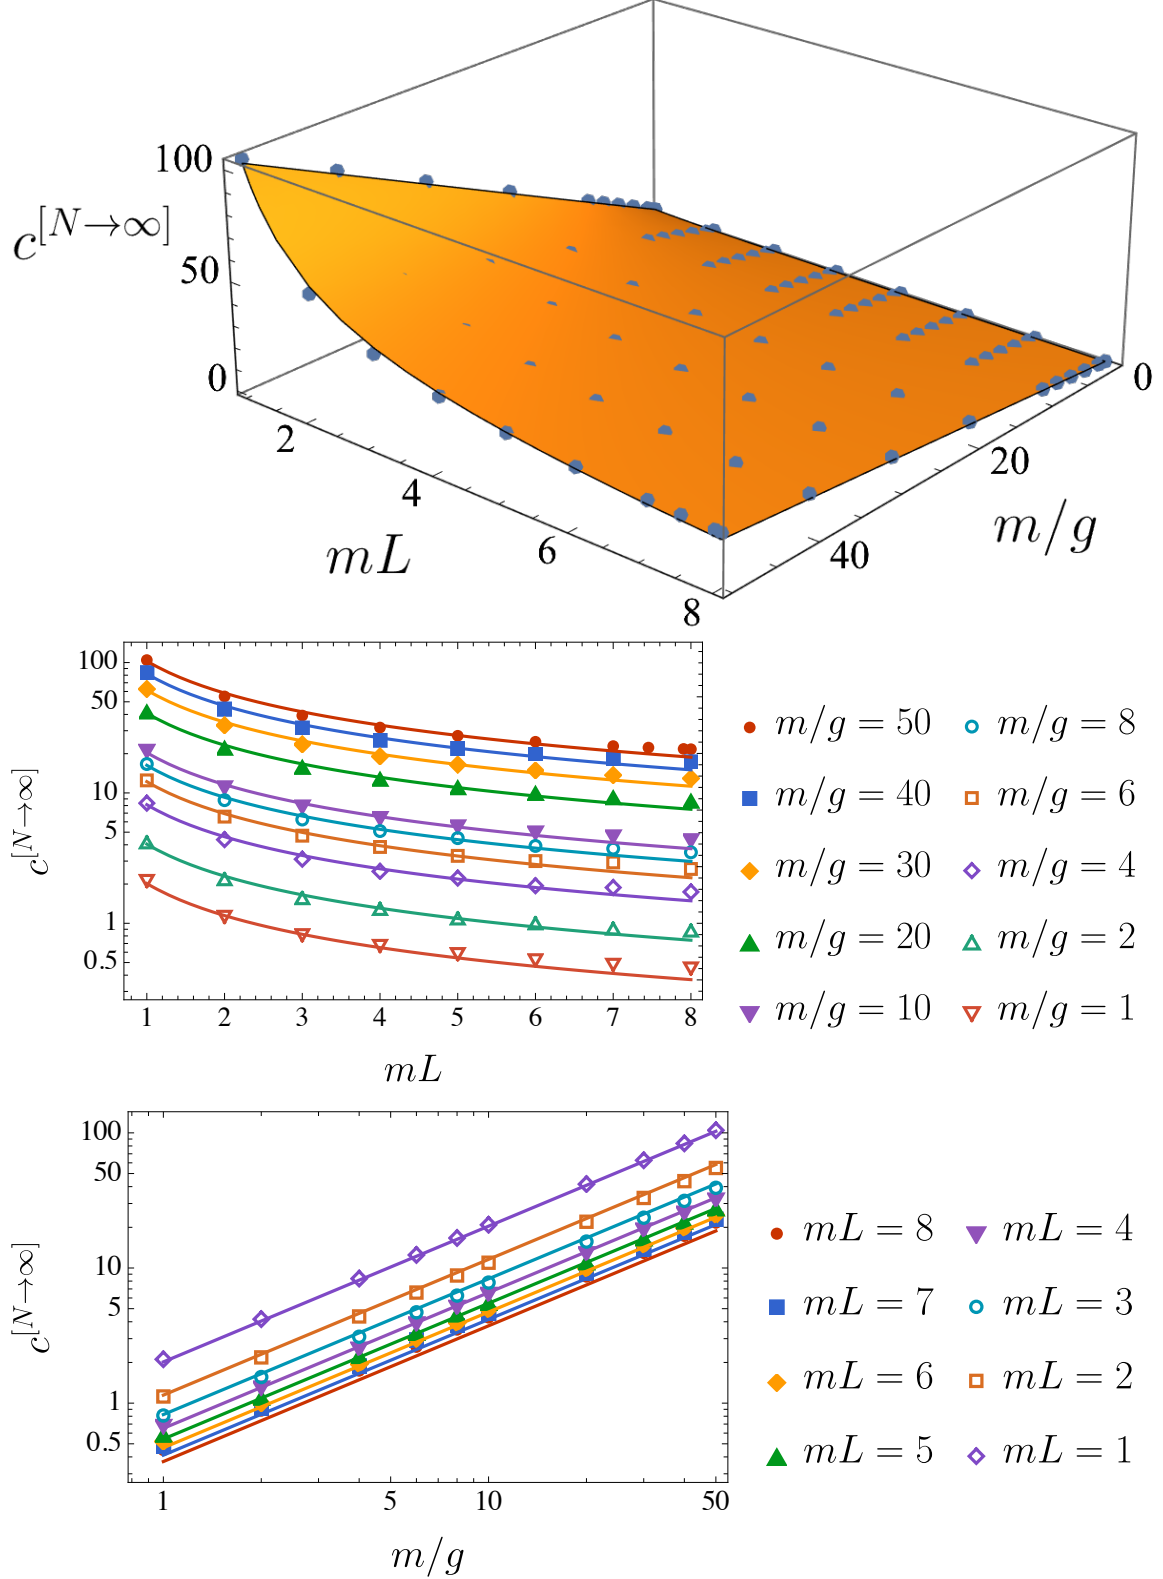 100
c[N→∞]
50
0
2
4
6
8
mL
0
20
40
m/g
100
50
10
5
1
0.5
c[N→∞]
1 2 3 4 5 6 7 8
mL
m/g = 50 m/g = 8
m/g = 40 m/g = 6
m/g = 30 m/g = 4
m/g = 20 m/g = 2
m/g = 10 m/g = 1
100
50
10
5
1
0.5
c[N→∞]
1 5 10 50
m/g
mL = 8 mL = 4
mL = 7 mL = 3
mL = 6 mL = 2
mL = 5 mL = 1